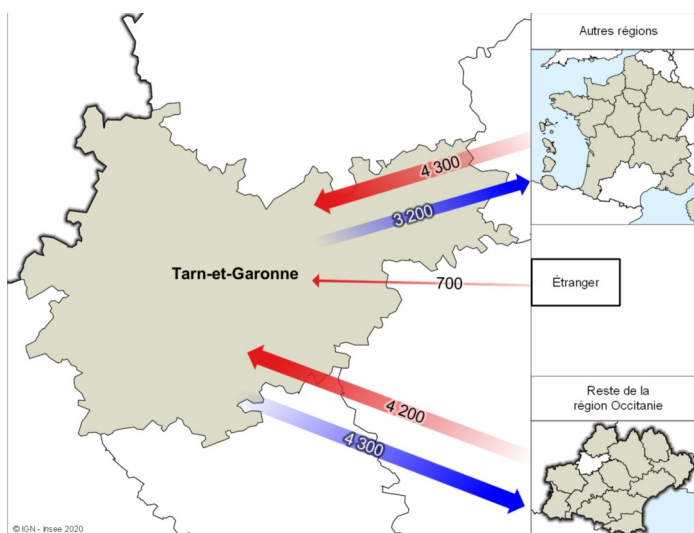 Autres régions
4 300
3 200
Tarn-et-Garonne
700
Étranger
4 200
Reste de la
région Occitanie
4 300
© IGN - Insee 2020